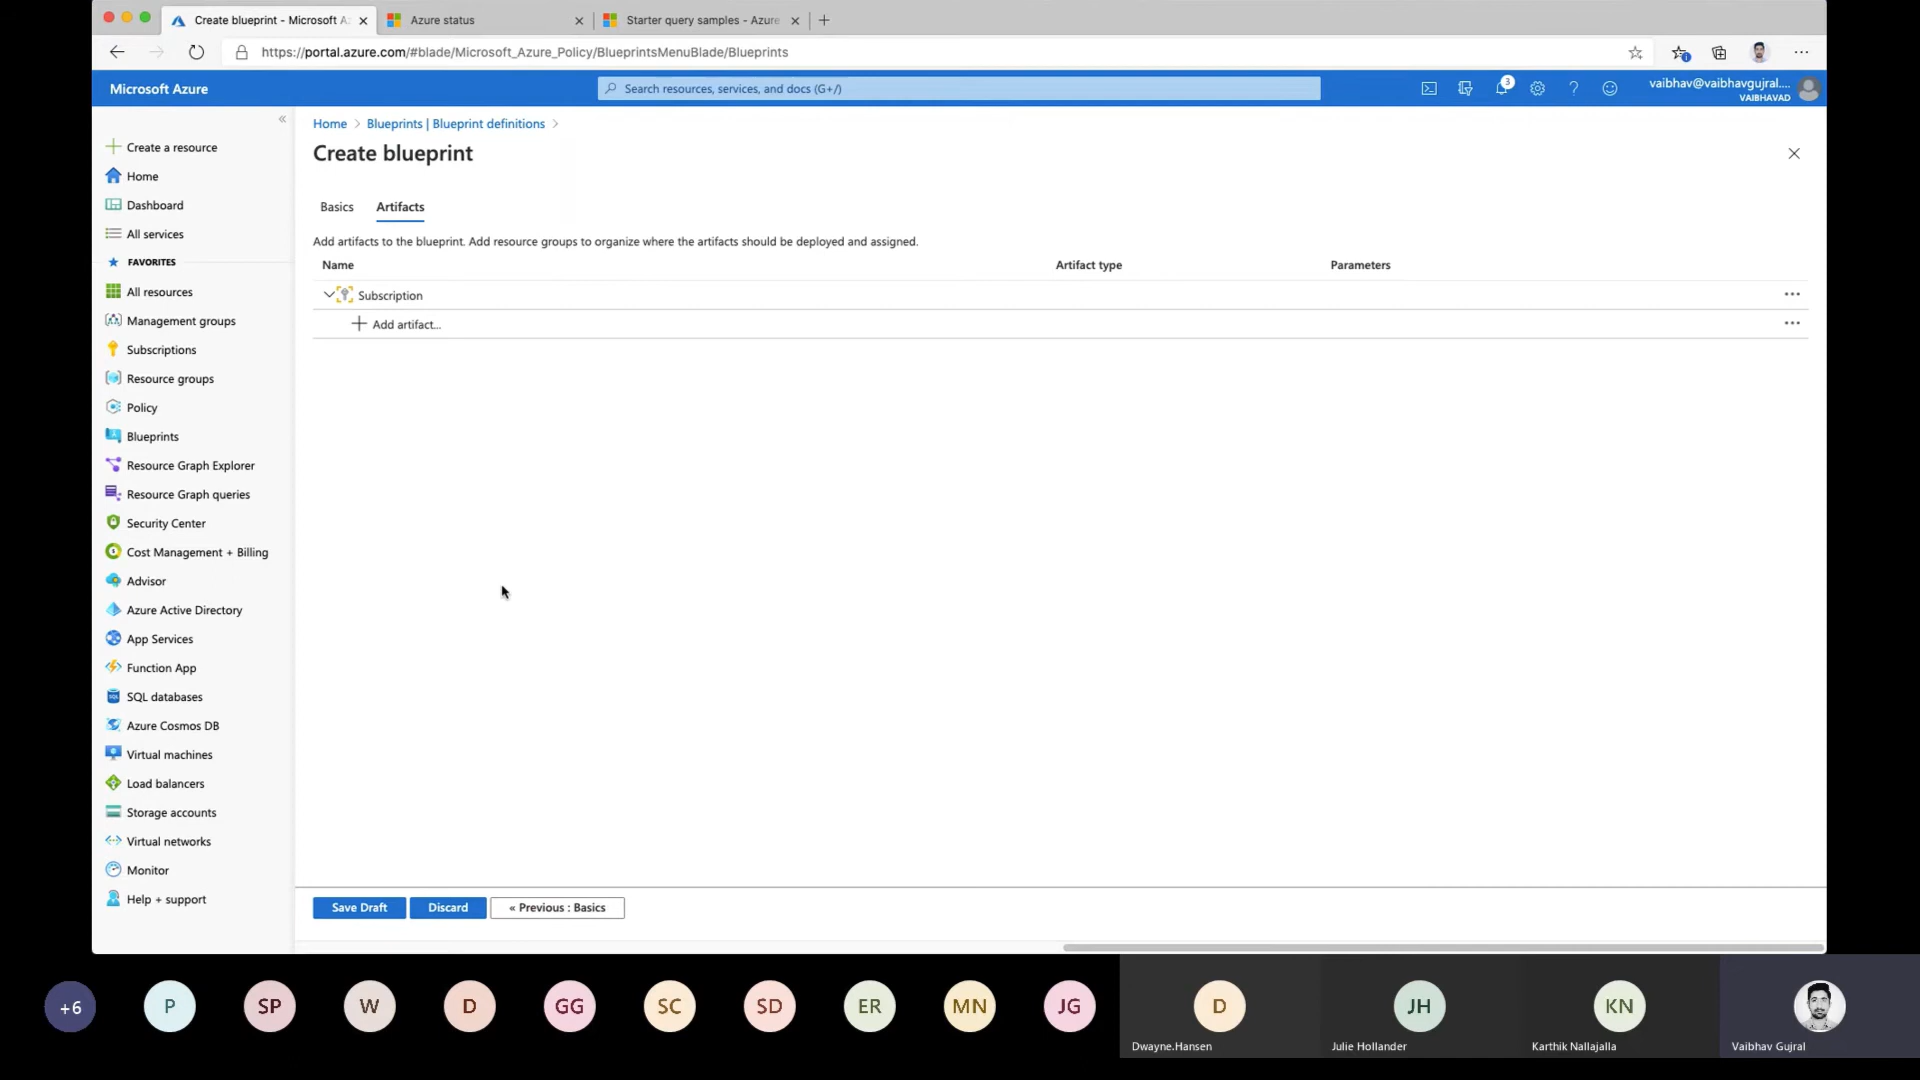 Create blueprint - Microsoft A
Azure status
Starter query samples - Azure
https://portal.azure.com/#blade/Microsoft_Azure_Policy/BlueprintsMenuBlade/Blueprints
Microsoft Azure
Search resources, services, and docs (G+/)
3
vaibhav@vaibhavgujral....
VAIBHAVAD
Home > Blueprints | Blueprint definitions >
Create blueprint
Create a resource
Home
Dashboard
All services
FAVORITES
All resources
Management groups
Subscriptions
Resource groups
Policy
Blueprints
Resource Graph Explorer
Resource Graph queries
Security Center
Cost Management + Billing
Advisor
Azure Active Directory
App Services
Function App
SQL databases
Azure Cosmos DB
Virtual machines
Load balancers
Storage accounts
Virtual networks
Monitor
Help + support
Basics
Artifacts
Add artifacts to the blueprint. Add resource groups to organize where the artifacts should be deployed and assigned.
Name
Artifact type
Parameters
Subscription
Add artifact...
Save Draft
Discard
« Previous : Basics
+6
P
SP
W
D
GG
SC
SD
ER
MN
JG
D
JH
KN
Dwayne.Hansen
Julie Hollander
Karthik Nallajalla
Vaibhav Gujral